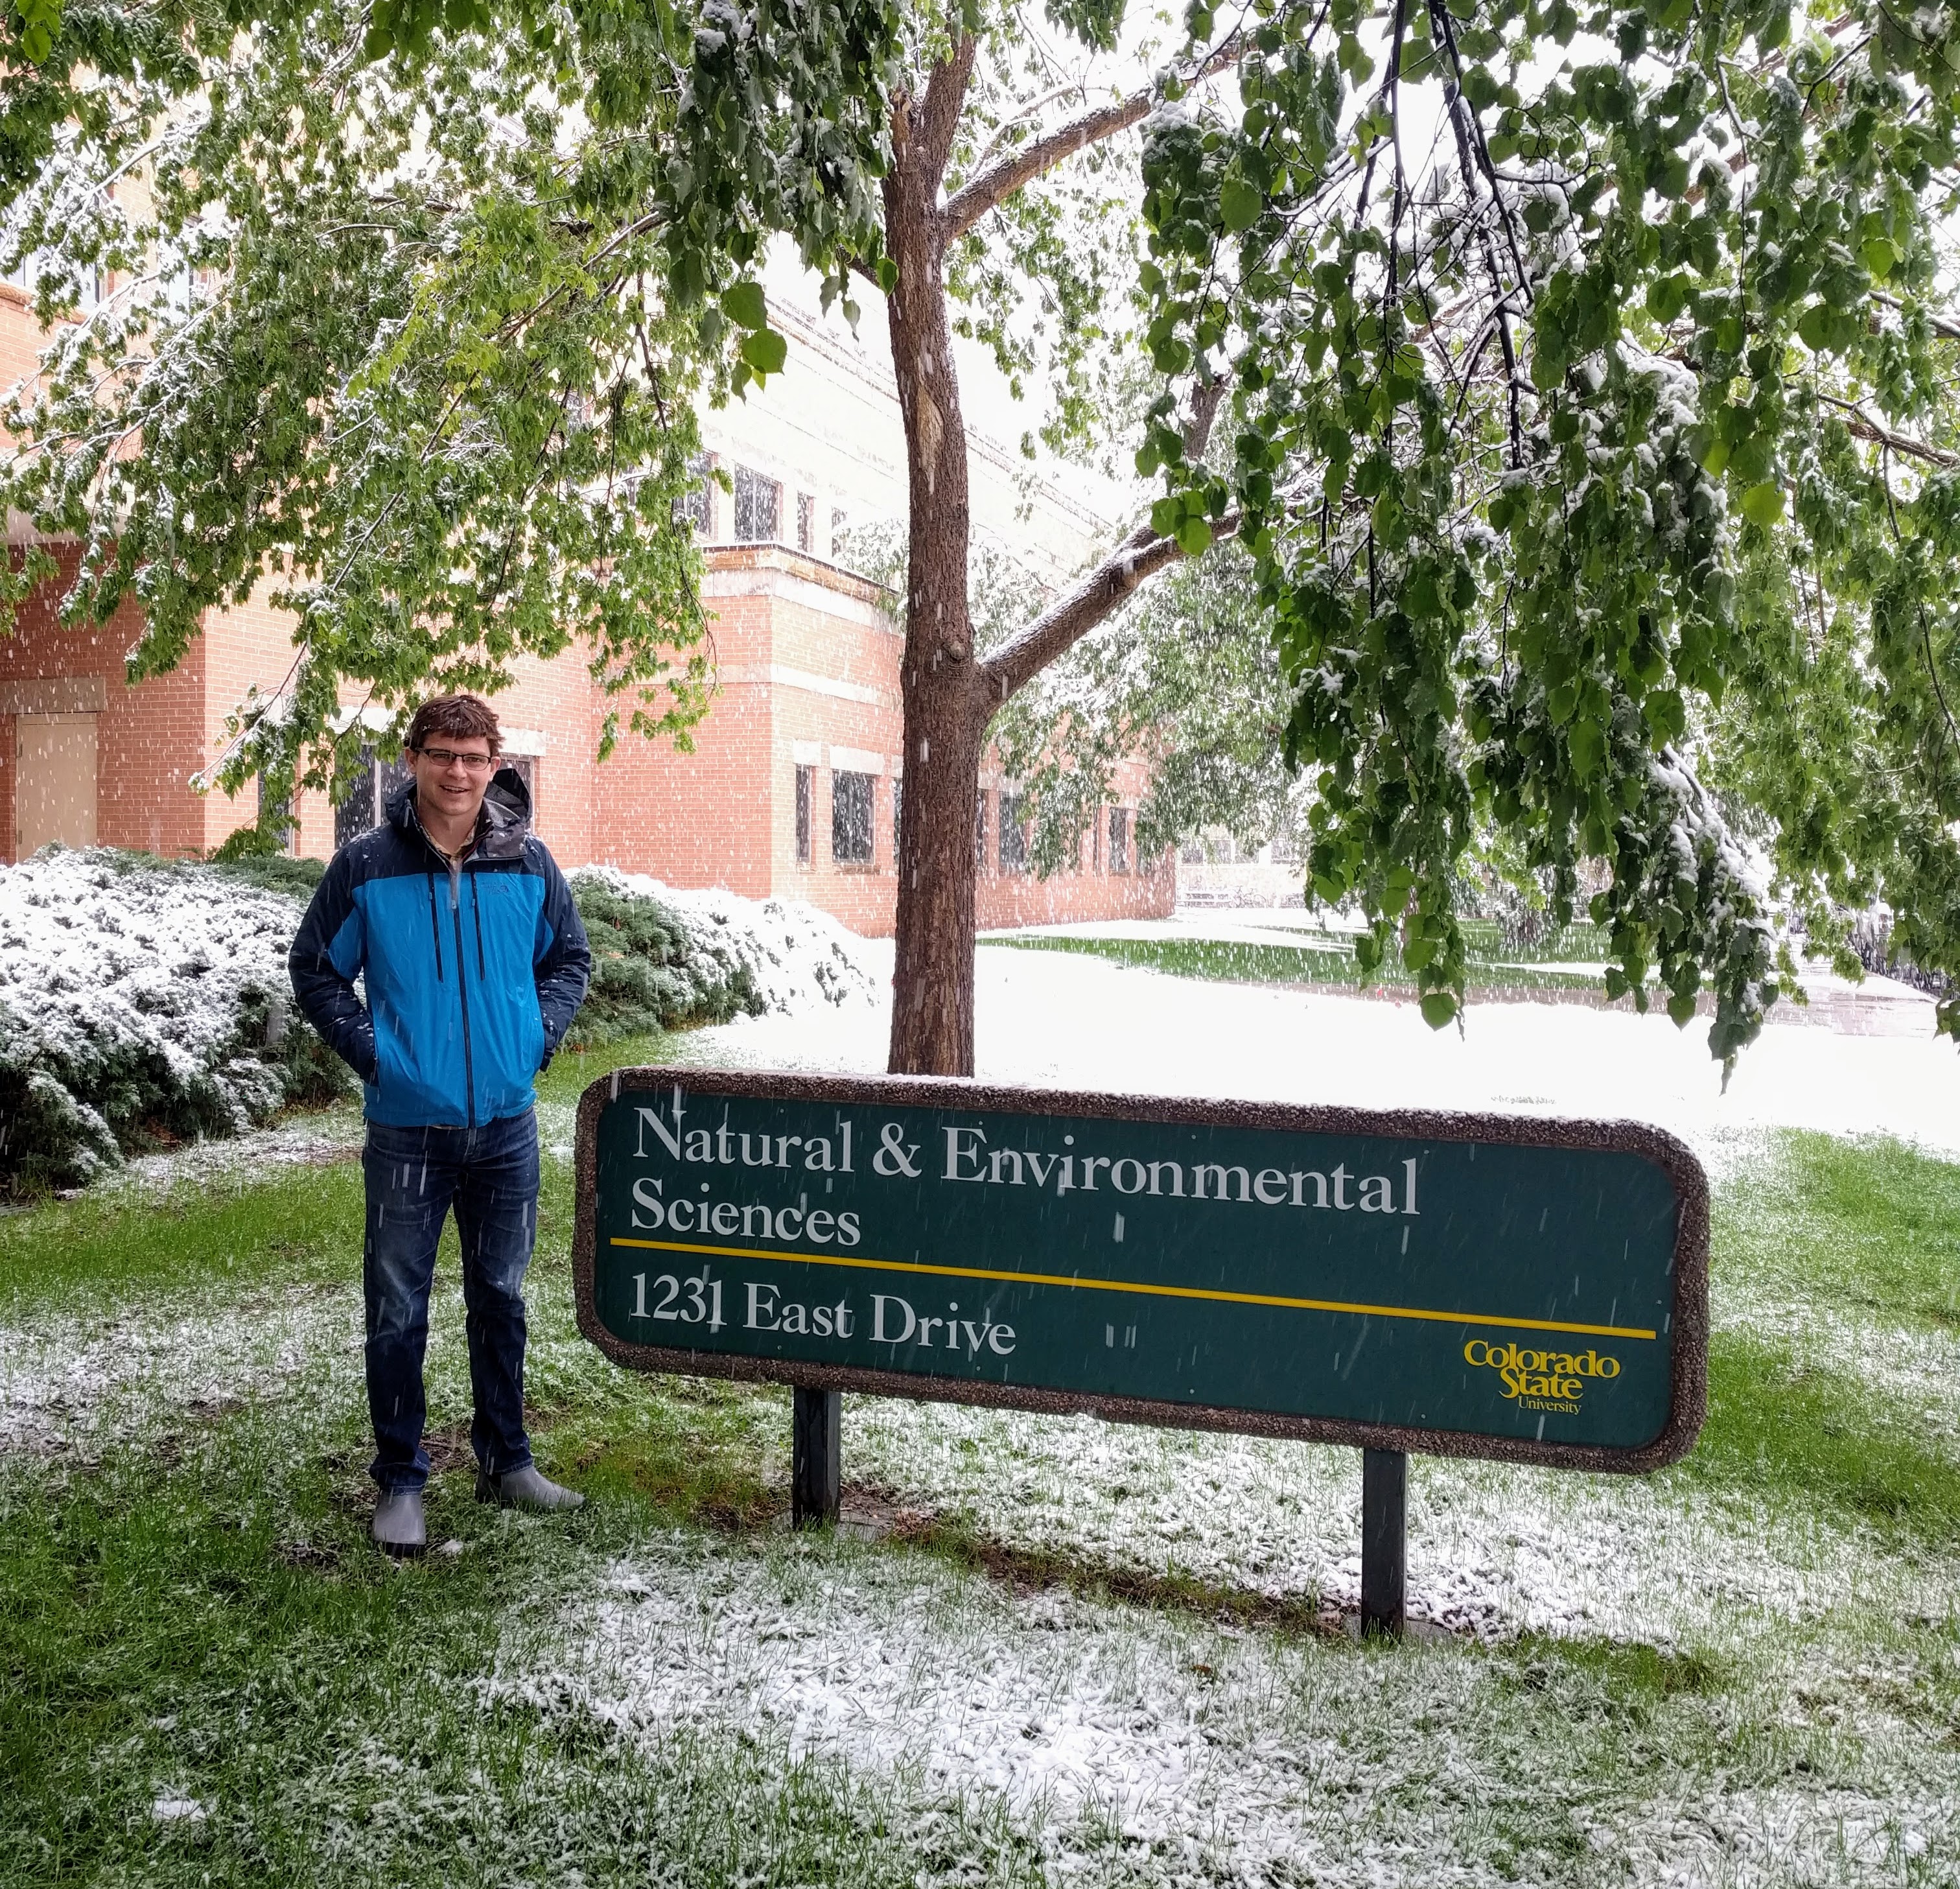 Natural & Environmental
Sciences
1231 East Drive
Colorado
State
University